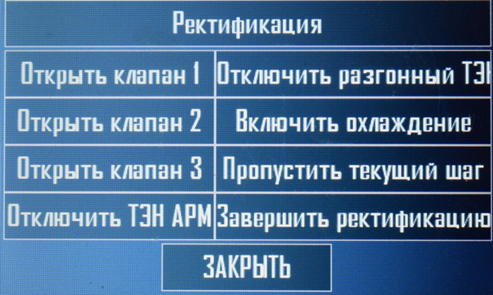 Ректификация
Открыть клапан 1
Отключить разгонный ТЭН
Открыть клапан 2
Включить охлаждение
Открыть клапан 3
Пропустить текущий шаг
Отключить ТЭН АРМ
Завершить ректификацию
ЗАКРЫТЬ